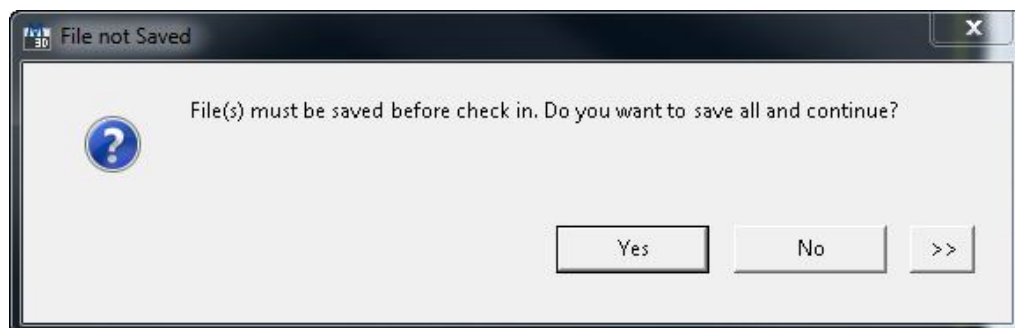 File not Saved
X
File(s) must be saved before check in. Do you want to save all and continue?
?
Yes No >>